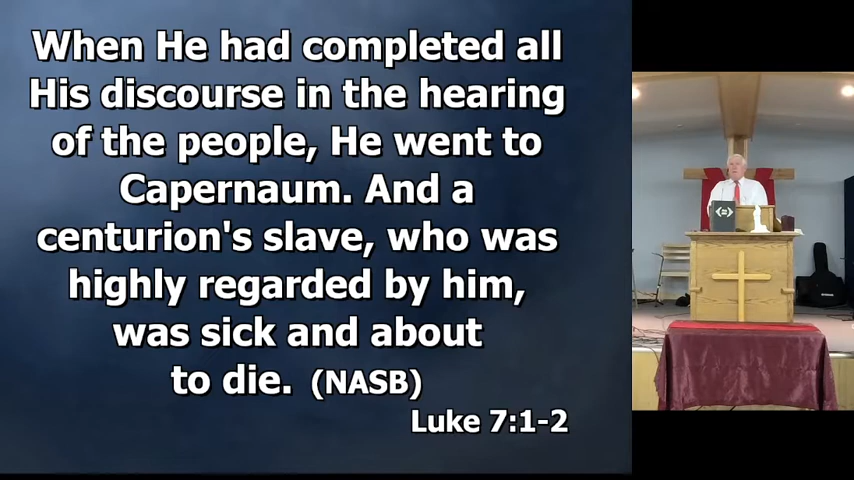 When He had completed all
His discourse in the hearing
of the people, He went to
Capernaum. And a
centurion's slave, who was
highly regarded by him,
was sick and about
to die. (NASB)
Luke 7:1-2